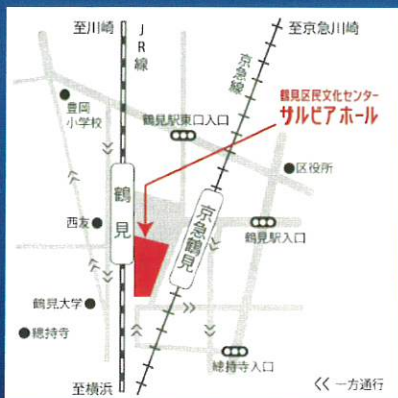 至川崎
JR線
至京急川崎
京急線
豊岡
小学校
鶴見駅東口入口
鶴見区民文化センター
サルビアホール
区役所
鶴見
西友
京急鶴見
鶴見駅入口
鶴見大学
總持寺
總持寺入口
至横浜
一方通行